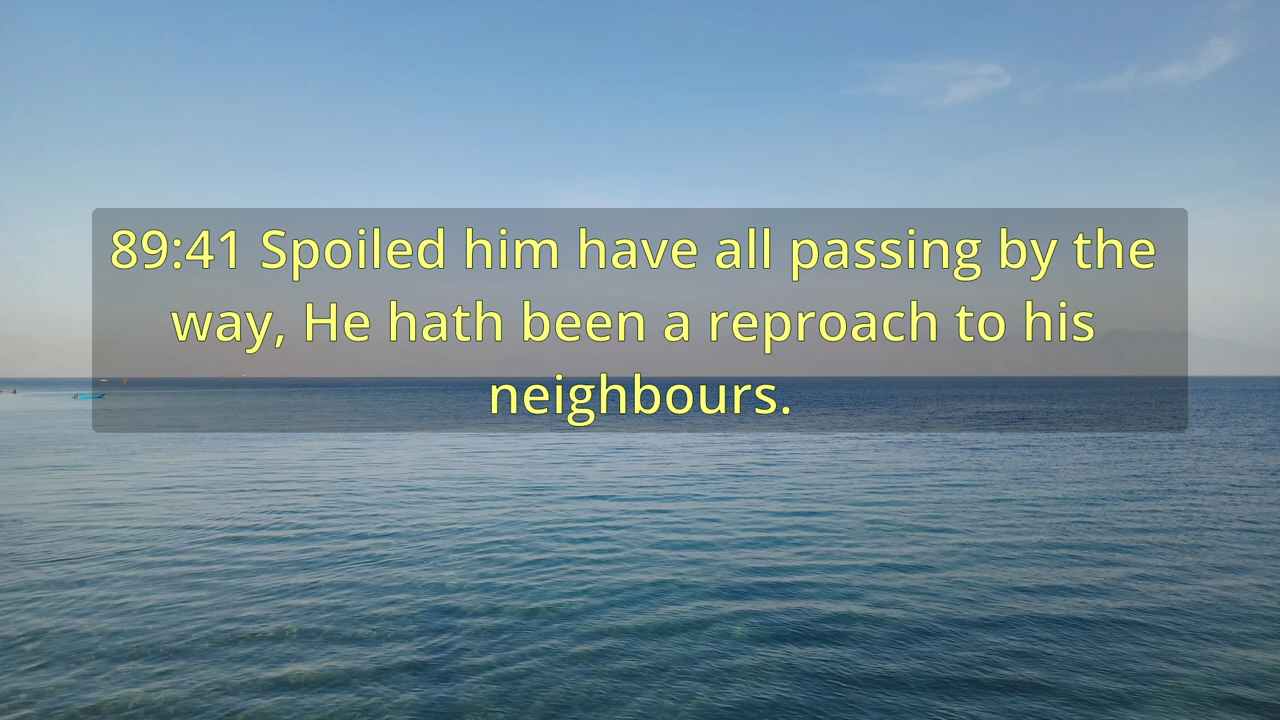 89:41 Spoiled him have all passing by the
way, He hath been a reproach to his
neighbours.